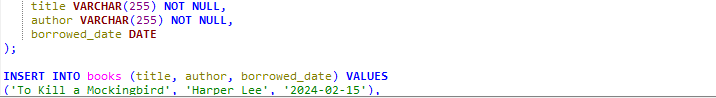 title VARCHAR(255) NOT NULL,
author VARCHAR(255) NOT NULL,
borrowed_date DATE
);
INSERT INTO books (title, author, borrowed_date) VALUES
('To Kill a Mockingbird', 'Harper Lee', '2024-02-15'),